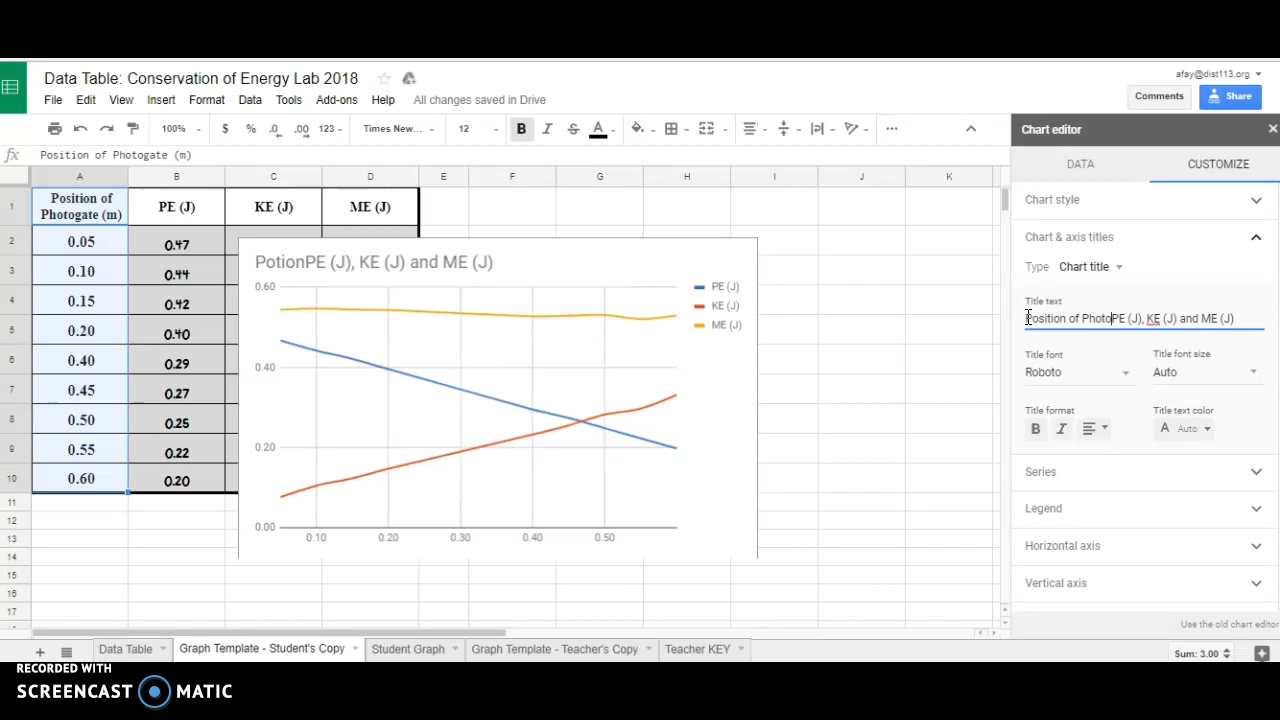 Data Table: Conservation of Energy Lab 2018
afay@dist113.org
File Edit View Insert Format Data Tools Add-ons Help All changes saved in Drive
Comments Share
100% $ % .0 .00 123 Times New... 12 B I S A
Chart editor
fx Position of Photogate (m)
DATA CUSTOMIZE
A B C D E F G H I J K
1 Position of Photogate (m) PE (J) KE (J) ME (J)
2 0.05 0.47
3 0.10 0.44
4 0.15 0.42
5 0.20 0.40
6 0.40 0.29
7 0.45 0.27
8 0.50 0.25
9 0.55 0.22
10 0.60 0.20
11
12
13
14
15
16
17
PotionPE (J), KE (J) and ME (J)
0.60
0.40
0.20
0.00
0.10 0.20 0.30 0.40 0.50
PE (J)
KE (J)
ME (J)
Chart style
Chart & axis titles
Type Chart title
Title text
Position of PhotoPE (J), KE (J) and ME (J)
Title font Title font size
Roboto Auto
Title format Title text color
B I A Auto
Series
Legend
Horizontal axis
Vertical axis
Use the old chart editor
Data Table Graph Template - Student's Copy Student Graph Graph Template - Teacher's Copy Teacher KEY Sum: 3.00
RECORDED WITH
SCREENCAST MATIC